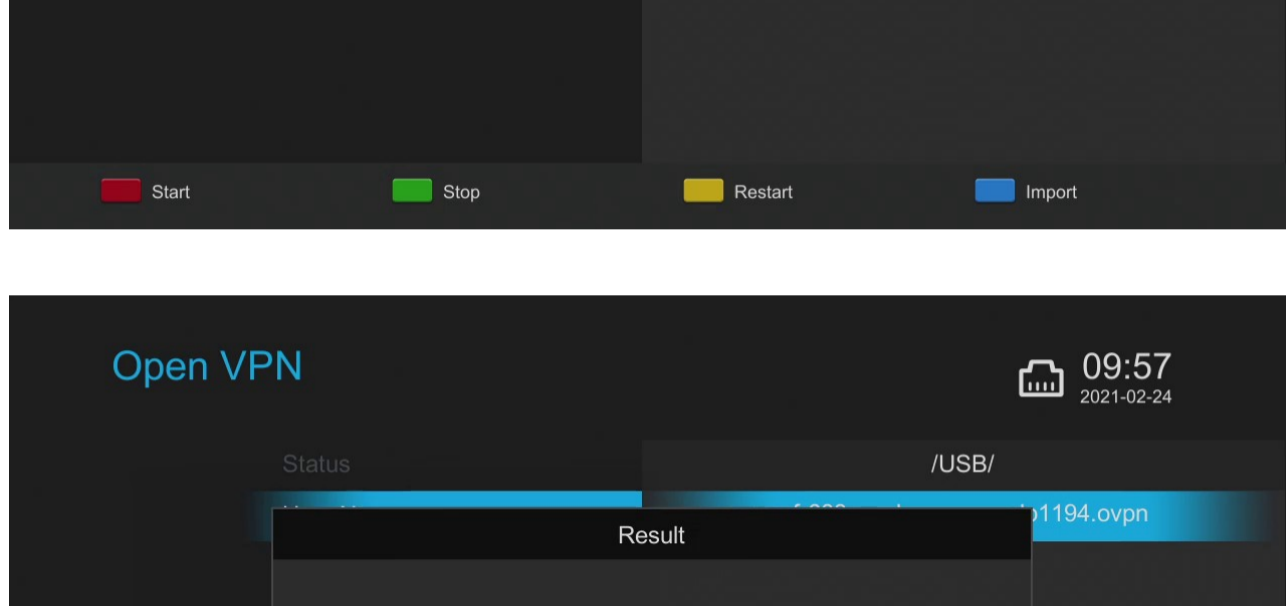 Start Stop Restart Import
Open VPN
09:57
2021-02-24
Status /USB/
1194.ovpn
Result